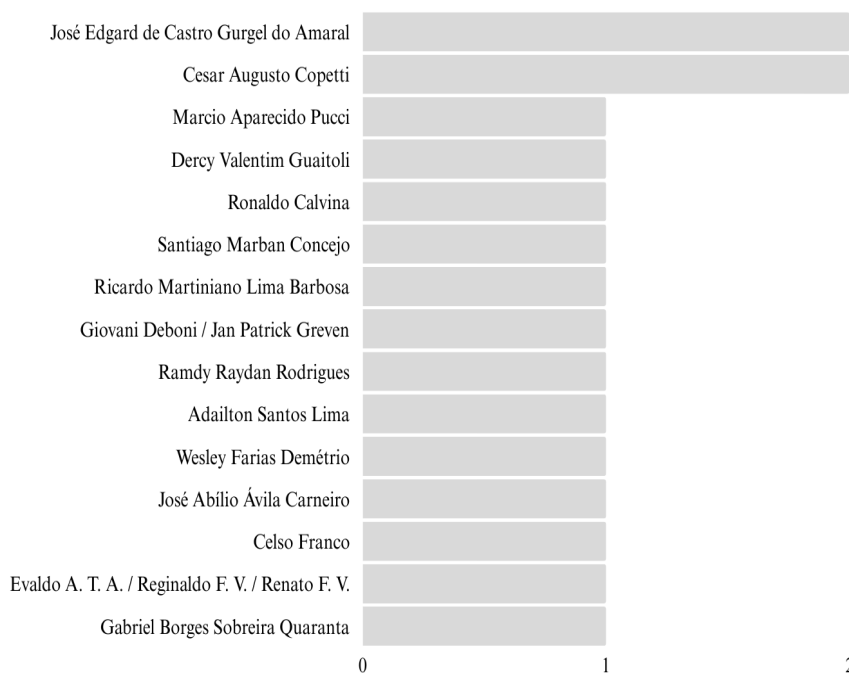 José Edgard de Castro Gurgel do Amaral
Cesar Augusto Copetti
Marcio Aparecido Pucci
Dercy Valentim Guaitoli
Ronaldo Calvina
Santiago Marban Concejo
Ricardo Martiniano Lima Barbosa
Giovani Deboni / Jan Patrick Greven
Ramdy Raydan Rodrigues
Adailton Santos Lima
Wesley Farias Demétrio
José Abílio Ávila Carneiro
Celso Franco
Evaldo A. T. A. / Reginaldo F. V. / Renato F. V.
Gabriel Borges Sobreira Quaranta
0 1 2